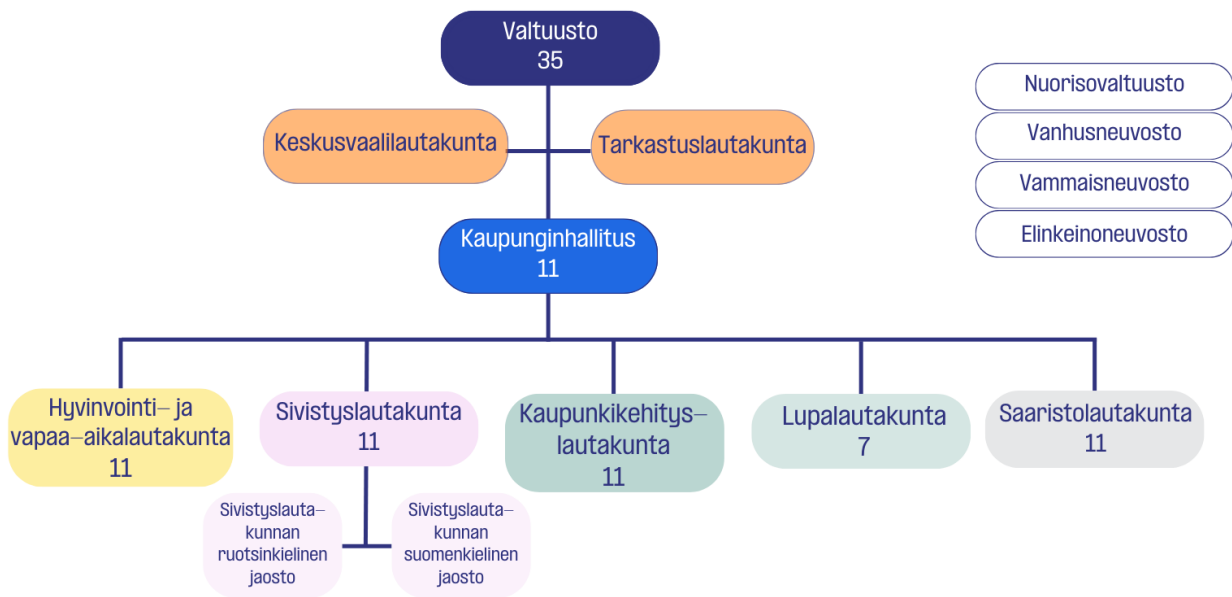 Valtuusto
35
Nuorisovaltuusto
Vanhusneuvosto
Vammaisneuvosto
Elinkeinoneuvosto
Keskusvaalilautakunta
Tarkastuslautakunta
Kaupunginhallitus
11
Hyvinvointi– ja
vapaa–aikalautakunta
11
Sivistyslautakunta
11
Kaupunkikehitys–
lautakunta
11
Lupalautakunta
7
Saaristolautakunta
11
Sivistyslauta–
kunnan
ruotsinkielinen
jaosto
Sivistyslauta–
kunnan
suomenkielinen
jaosto